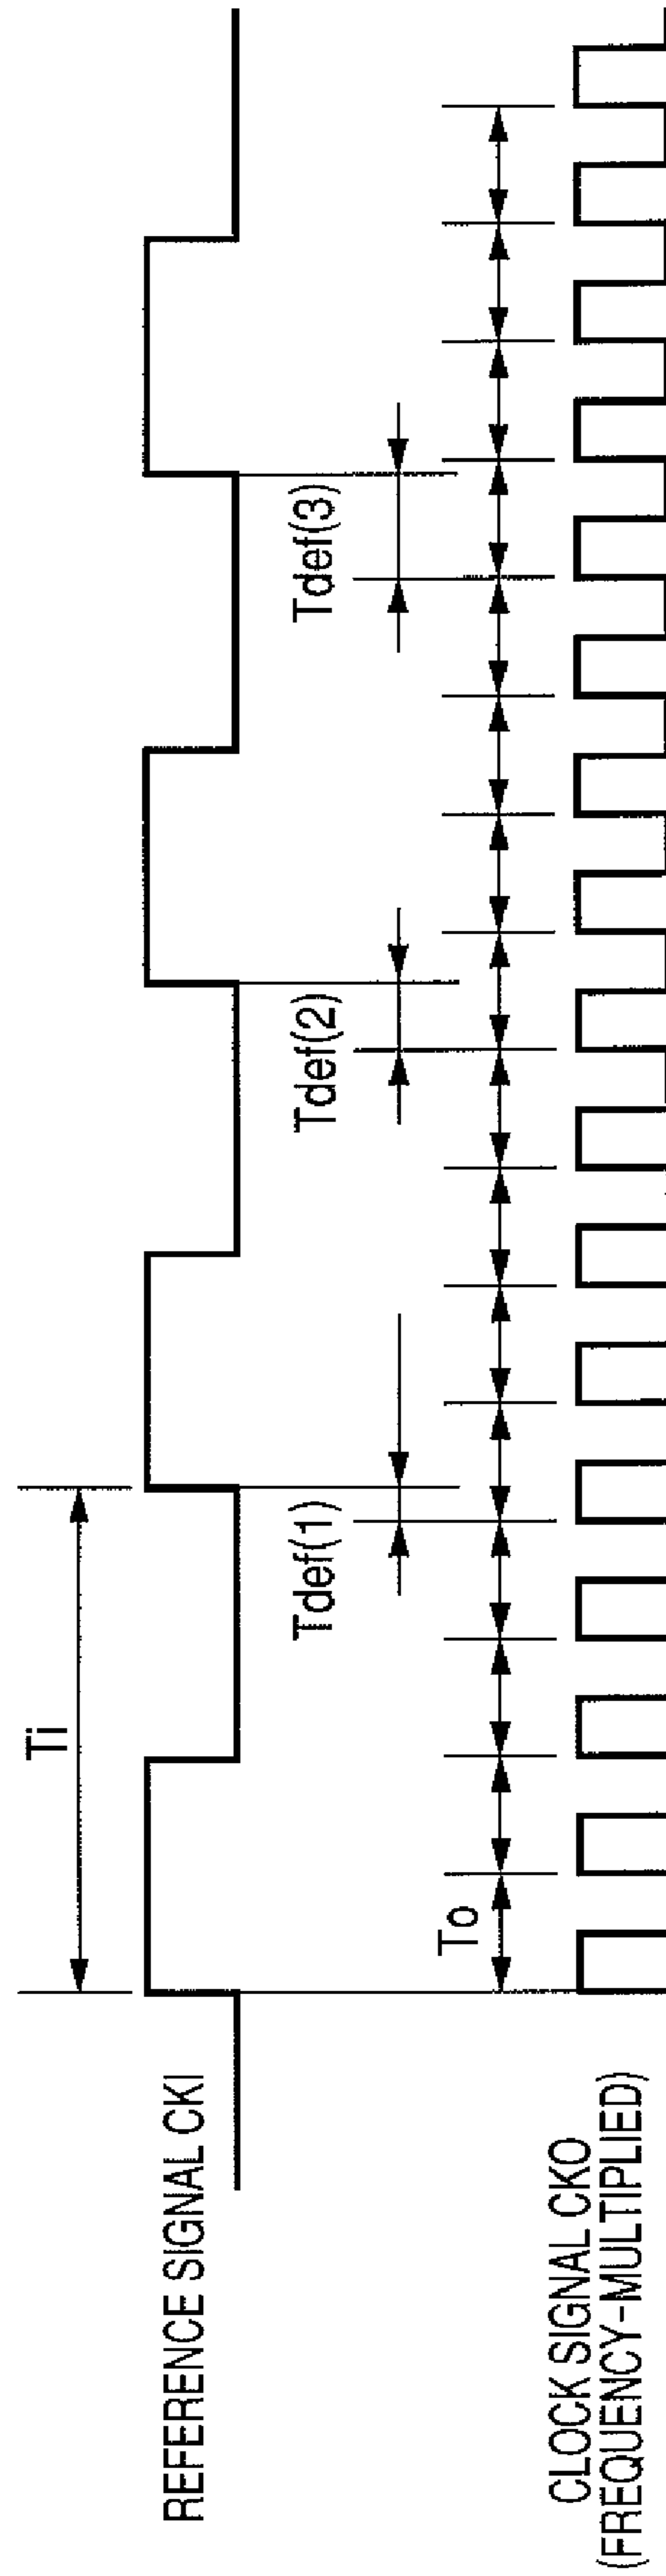 REFERENCE SIGNAL CKI
Ti
Tdef(1)
Tdef(2)
Tdef(3)
To
CLOCK SIGNAL CKO
(FREQUENCY-MULTIPLIED)